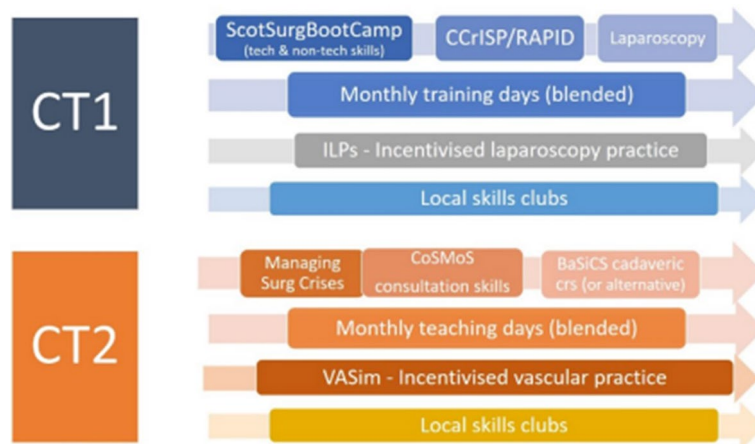 CT1
ScotSurgBootCamp
(tech & non-tech skills)
CCrISP/RAPID
Laparoscopy
Monthly training days (blended)
ILPs - Incentivised laparoscopy practice
Local skills clubs
CT2
Managing
Surg Crises
CoSMoS
consultation skills
BaSiCS cadaveric
crs (or alternative)
Monthly teaching days (blended)
VASim - Incentivised vascular practice
Local skills clubs